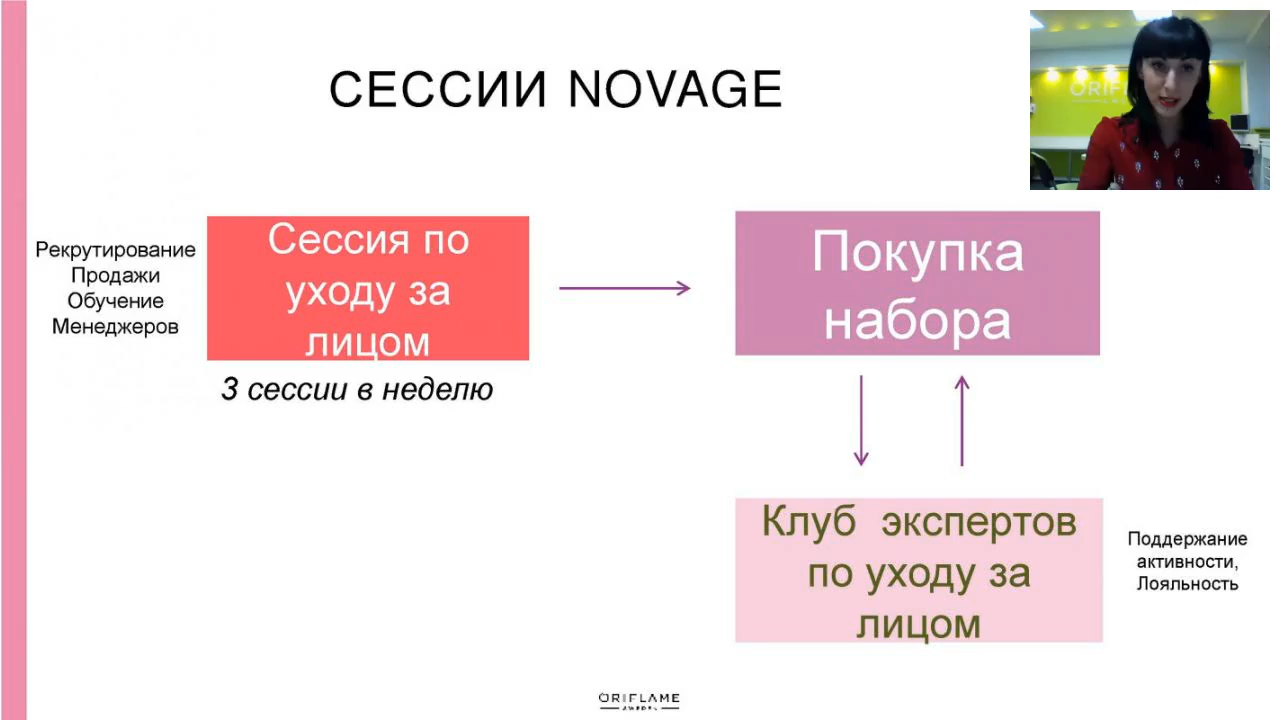 СЕССИИ NOVAGE
Рекрутирование
Продажи
Обучение
Менеджеров
Сессия по
уходу за
лицом
3 сессии в неделю
Покупка
набора
Клуб экспертов
по уходу за
лицом
Поддержание
активности,
Лояльность
ORIFLAME